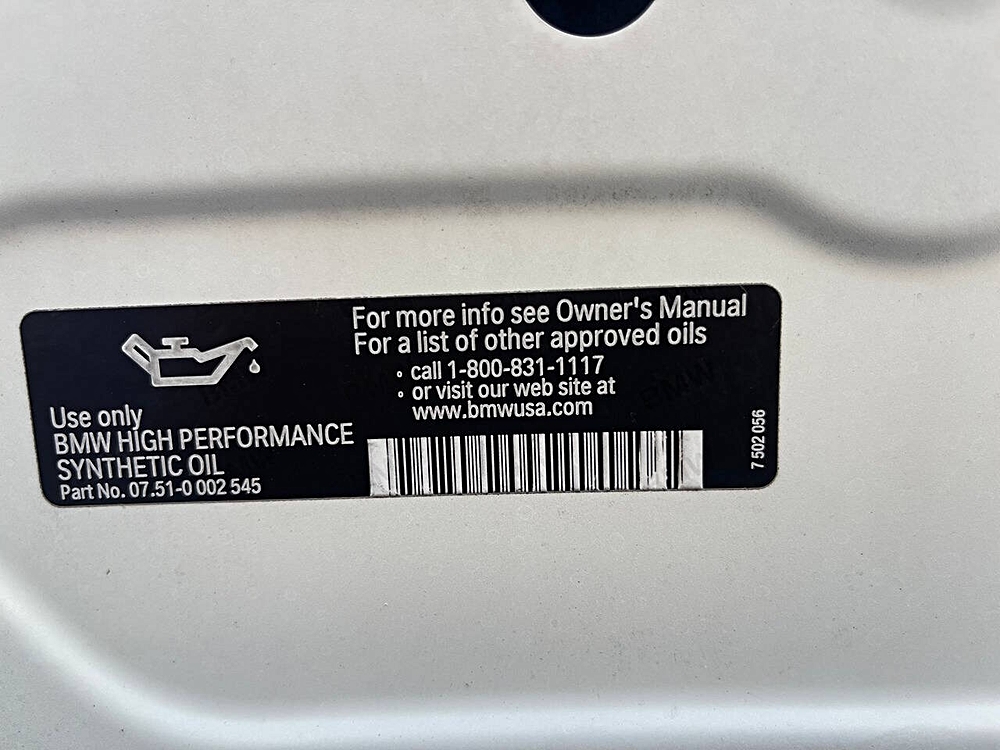 For more info see Owner's Manual
For a list of other approved oils
◦ call 1-800-831-1117
◦ or visit our web site at
www.bmwusa.com
Use only
BMW HIGH PERFORMANCE
SYNTHETIC OIL
Part No. 07.51-0 002 545
7 502 056
BMW
BMW